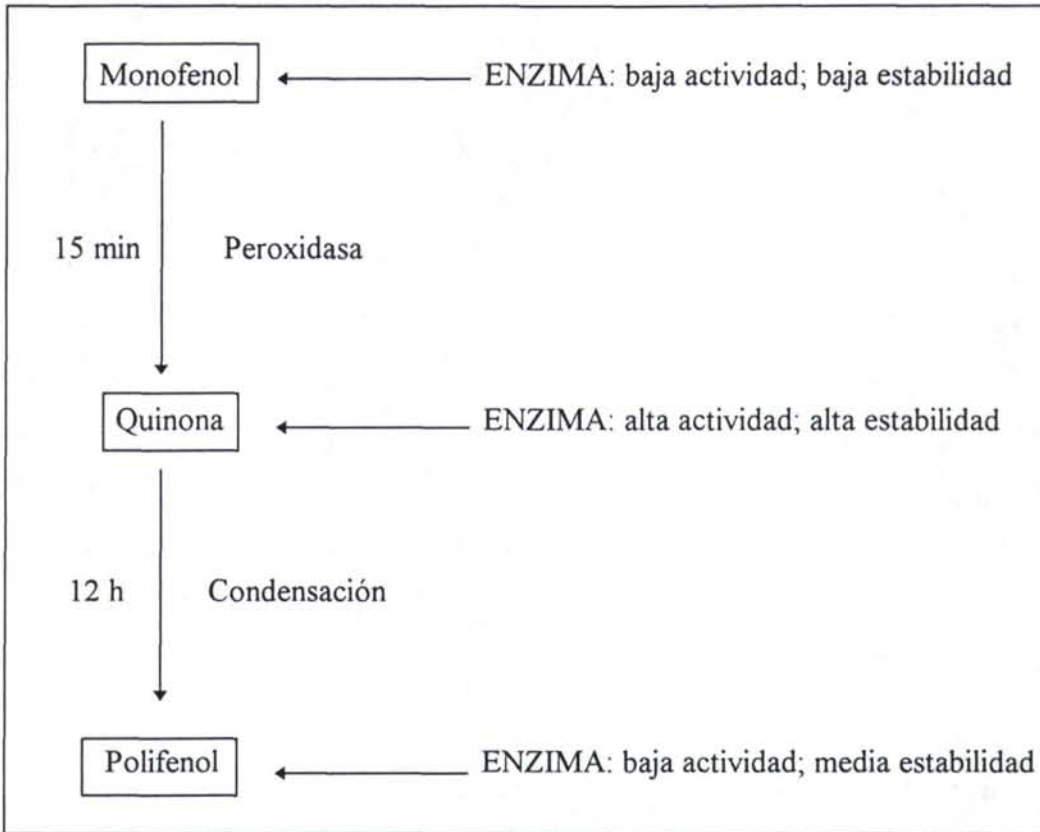 Monofenol
ENZIMA: baja actividad; baja estabilidad
15 min
Peroxidasa
Quinona
ENZIMA: alta actividad; alta estabilidad
12 h
Condensación
Polifenol
ENZIMA: baja actividad; media estabilidad